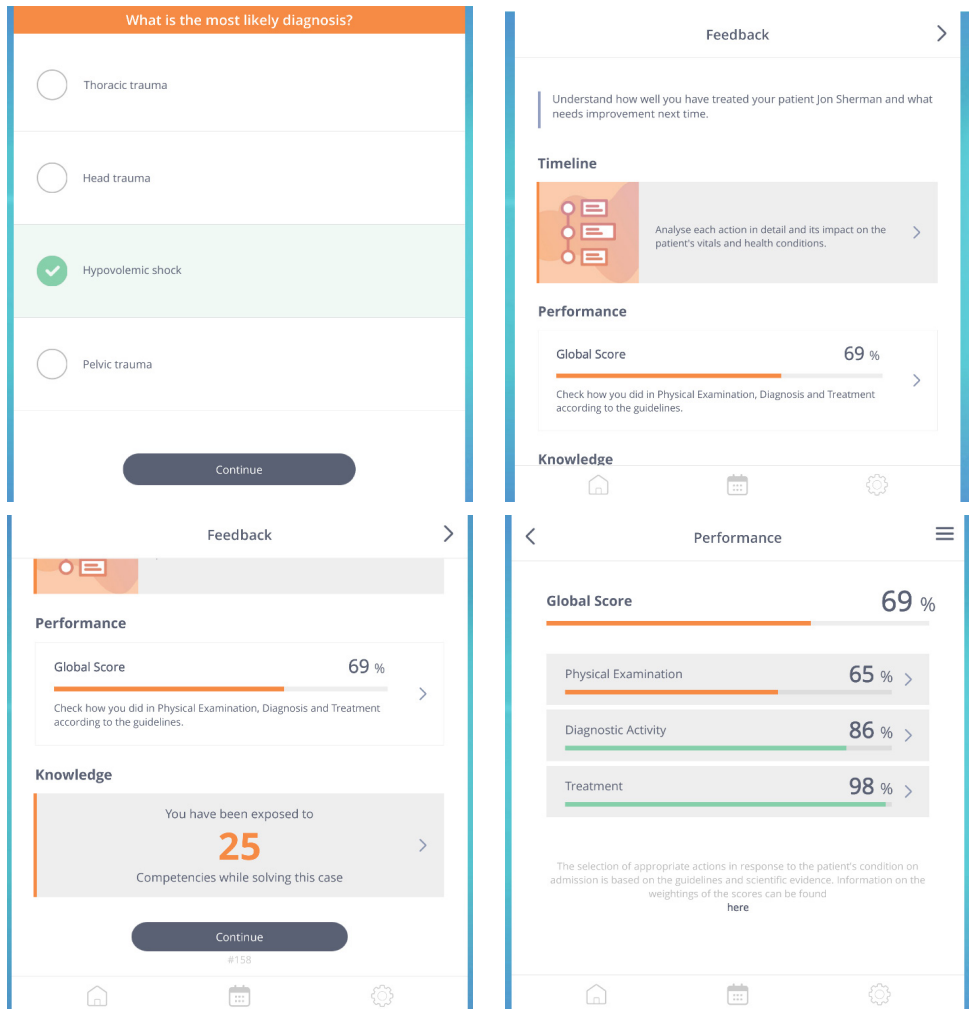 What is the most likely diagnosis?
Thoracic trauma
Head trauma
Hypovolemic shock
Pelvic trauma
Continue
Feedback
Understand how well you have treated your patient Jon Sherman and what
needs improvement next time.
Timeline
Analyse each action in detail and its impact on the
patient's vitals and health conditions.
Performance
Global Score 69 %
Check how you did in Physical Examination, Diagnosis and Treatment
according to the guidelines.
Knowledge
Feedback
Performance
Global Score 69 %
Check how you did in Physical Examination, Diagnosis and Treatment
according to the guidelines.
Knowledge
You have been exposed to
25
Competencies while solving this case
Continue
#158
Performance
Global Score 69 %
Physical Examination 65 %
Diagnostic Activity 86 %
Treatment 98 %
The selection of appropriate actions in response to the patient's condition on
admission is based on the guidelines and scientific evidence. Information on the
weightings of the scores can be found
here